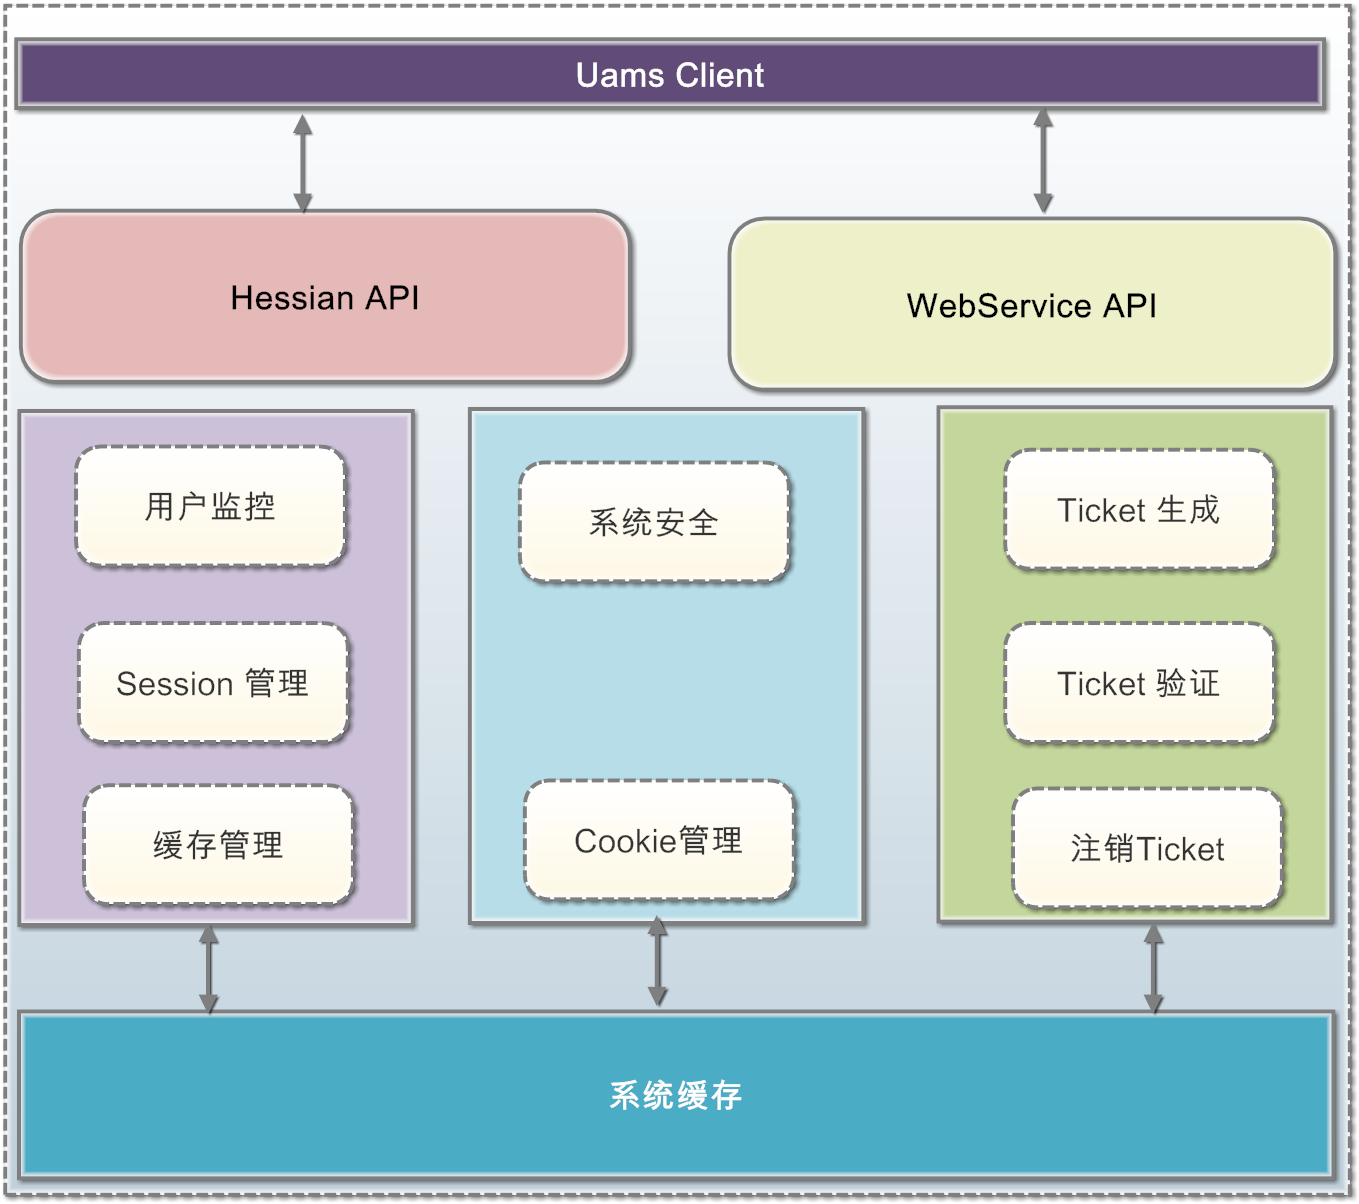 Uams Client
Hessian API
WebService API
用户监控
Session 管理
缓存管理
系统安全
Cookie管理
Ticket 生成
Ticket 验证
注销Ticket
系统缓存